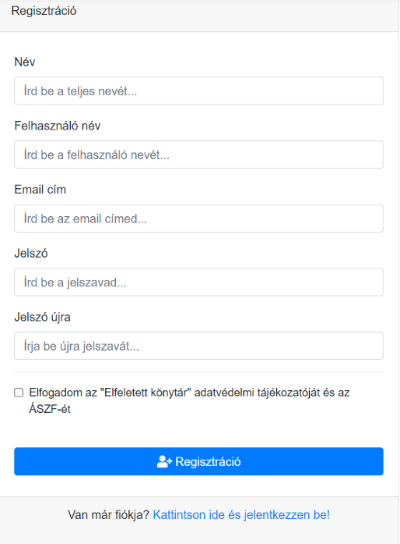 Regisztráció
Név
Írd be a teljes nevét...
Felhasználó név
Írd be a felhasználó nevét...
Email cím
Írd be az email címed...
Jelszó
Írd be a jelszavad...
Jelszó újra
Írja be újra jelszavát...
Elfogadom az "Elfeletett könytár" adatvédelmi tájékozatóját és az
ÁSZF-ét
Regisztráció
Van már fiókja? Kattintson ide és jelentkezzen be!